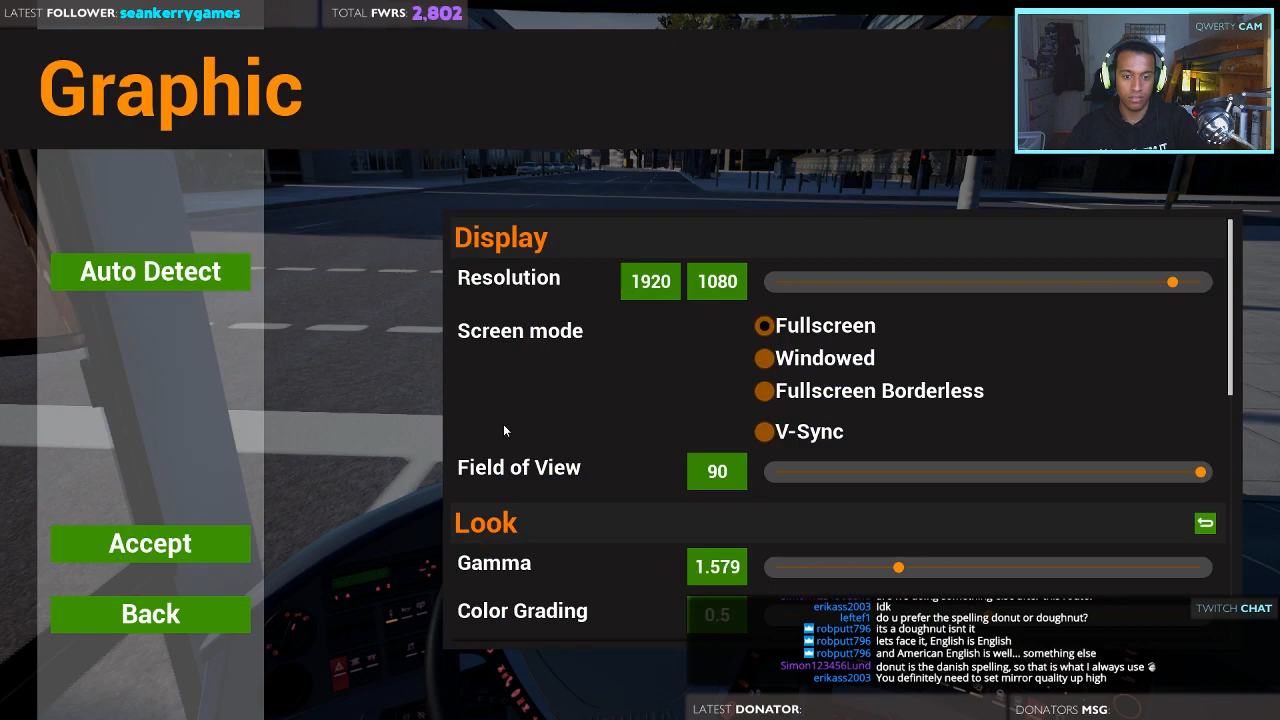 LATEST FOLLOWER: seankerrygames
TOTAL FWRS: 2,802
QWERTY CAM
Graphic
Auto Detect
Accept
Back
Display
Resolution 1920 1080
Screen mode
Fullscreen
Windowed
Fullscreen Borderless
V-Sync
Field of View 90
Look
Gamma 1.579
Color Grading 0.5
TWITCH CHAT
erikass2003 Idk
leftef1 do u prefer the spelling donut or doughnut?
robputt796 its a doughnut isnt it
robputt796 lets face it, English is English
robputt796 and American English is well... something else
Simon123456Lund donut is the danish spelling, so that is what I always use
erikass2003 You definitely need to set mirror quality up high
LATEST DONATOR:
DONATORS MSG: